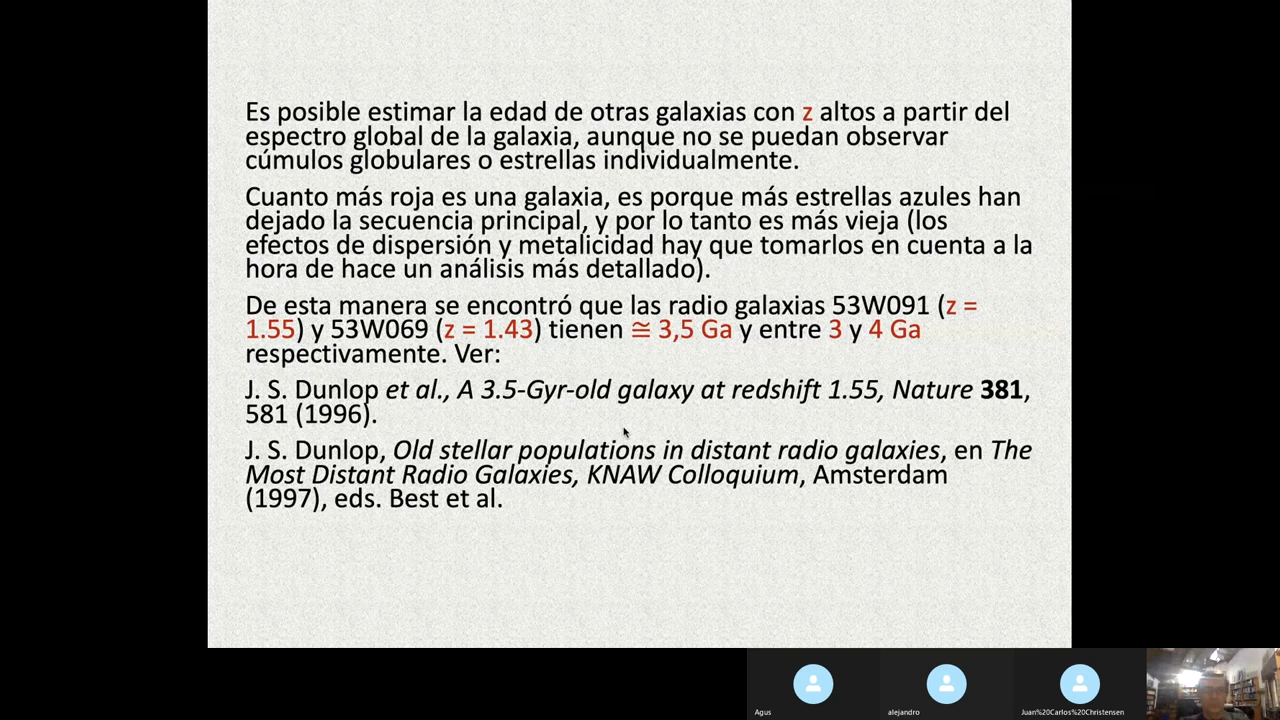 Es posible estimar la edad de otras galaxias con z altos a partir del
espectro global de la galaxia, aunque no se puedan observar
cúmulos globulares o estrellas individualmente.
Cuanto más roja es una galaxia, es porque más estrellas azules han
dejado la secuencia principal, y por lo tanto es más vieja (los
efectos de dispersión y metalicidad hay que tomarlos en cuenta a la
hora de hace un análisis más detallado).
De esta manera se encontró que las radio galaxias 53W091 (z =
1.55) y 53W069 (z = 1.43) tienen ≅ 3,5 Ga y entre 3 y 4 Ga
respectivamente. Ver:
J. S. Dunlop et al., A 3.5-Gyr-old galaxy at redshift 1.55, Nature 381,
581 (1996).
J. S. Dunlop, Old stellar populations in distant radio galaxies, en The
Most Distant Radio Galaxies, KNAW Colloquium, Amsterdam
(1997), eds. Best et al.
Agus
alejandro
Juan%20Carlos%20Christensen